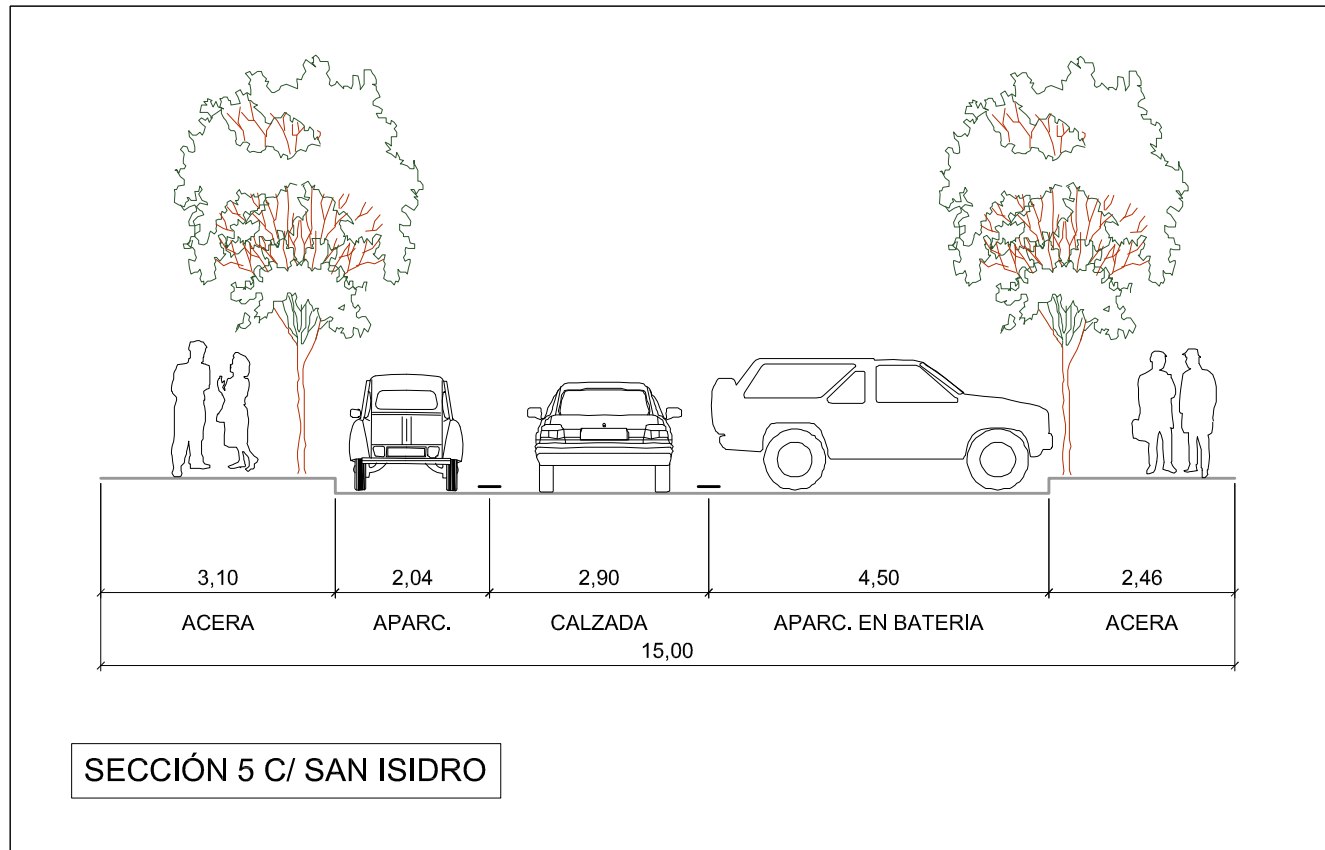 3,10 2,04 2,90 4,50 2,46
ACERA APARC. CALZADA APARC. EN BATERIA ACERA
15,00
SECCIÓN 5 C/ SAN ISIDRO